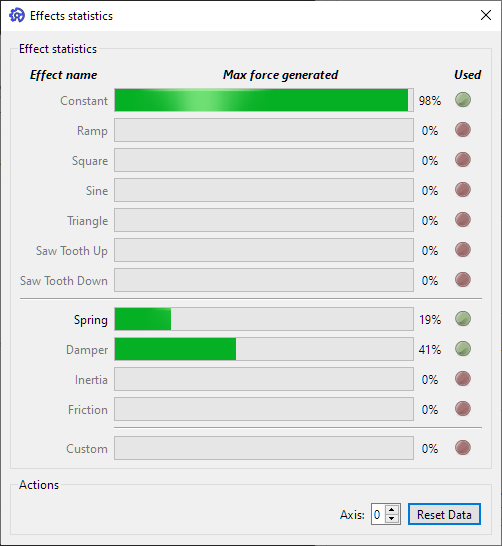 Effects statistics
Effect statistics
Effect name Max force generated Used
Constant 98%
Ramp 0%
Square 0%
Sine 0%
Triangle 0%
Saw Tooth Up 0%
Saw Tooth Down 0%
Spring 19%
Damper 41%
Inertia 0%
Friction 0%
Custom 0%
Actions
Axis: 0 Reset Data